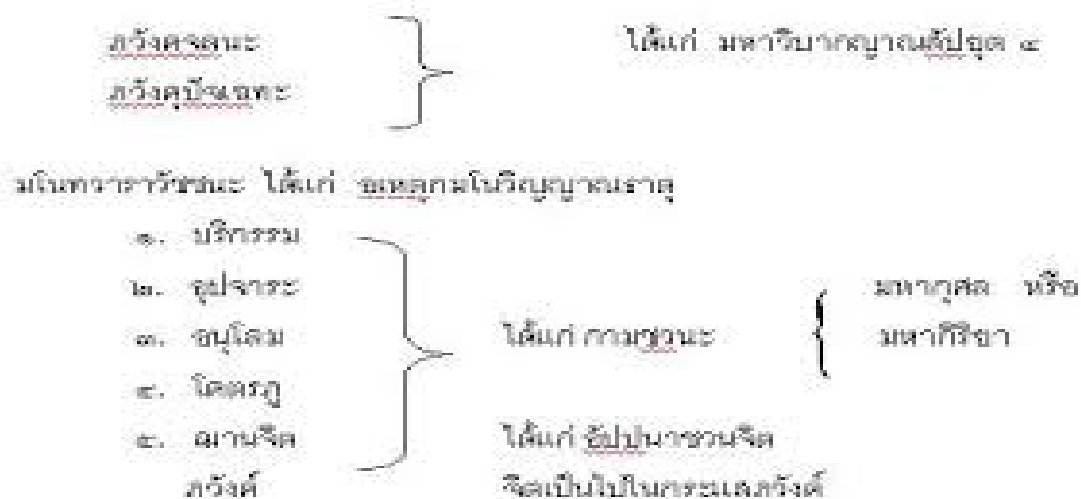 ภวังคจลนะ ได้แก่ มหาวิบากญาณสัปยุต ๔
ภวังคุปัจเฉทะ
มโนทวาราวัชชนะ ได้แก่ อเหตุกมโนวิญญาณธาตุ
๑. บริกรรม
๒. อุปจาระ มหากุศล หรือ
๓. อนุโลม ได้แก่ กามชวนะ มหากิริยา
๔. โคตรภู
๕. ฌานจิต ได้แก่ อัปปนาชวนจิต
ภวังค์ จิตเป็นไปในกระแสภวังค์